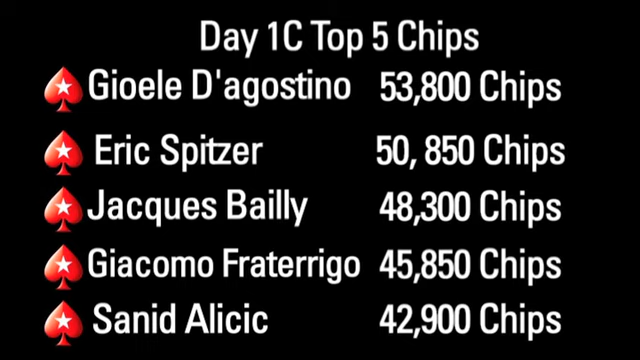 Day 1C Top 5 Chips
Gioele D'agostino 53,800 Chips
Eric Spitzer 50, 850 Chips
Jacques Bailly 48,300 Chips
Giacomo Fraterrigo 45,850 Chips
Sanid Alicic 42,900 Chips